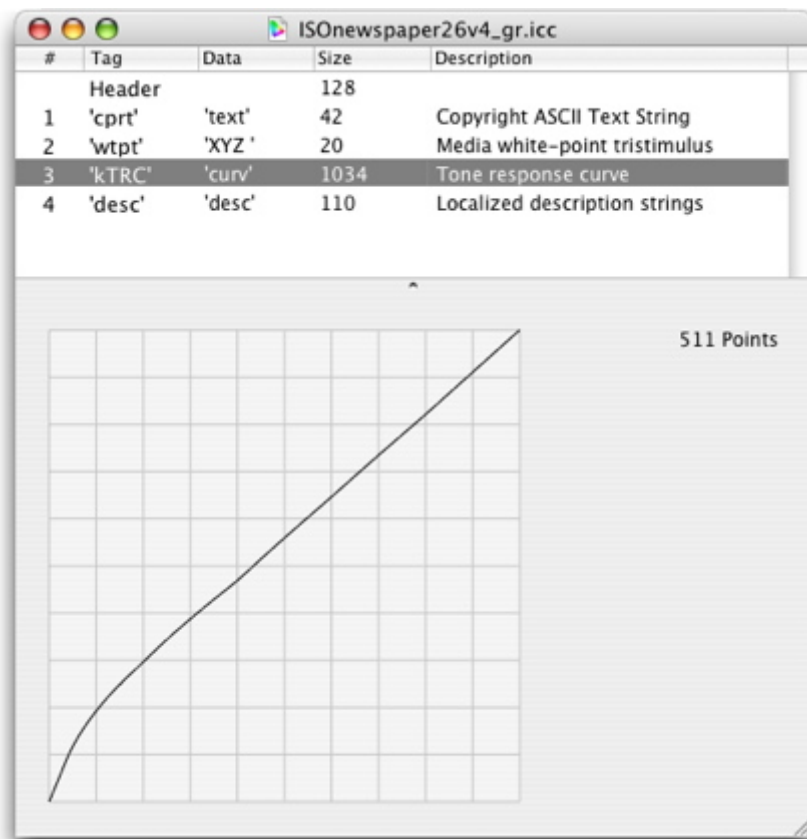 ISOnewspaper26v4_gr.icc
# Tag Data Size Description
Header 128
1 'cprt' 'text' 42 Copyright ASCII Text String
2 'wtpt' 'XYZ ' 20 Media white-point tristimulus
3 'kTRC' 'curv' 1034 Tone response curve
4 'desc' 'desc' 110 Localized description strings
511 Points